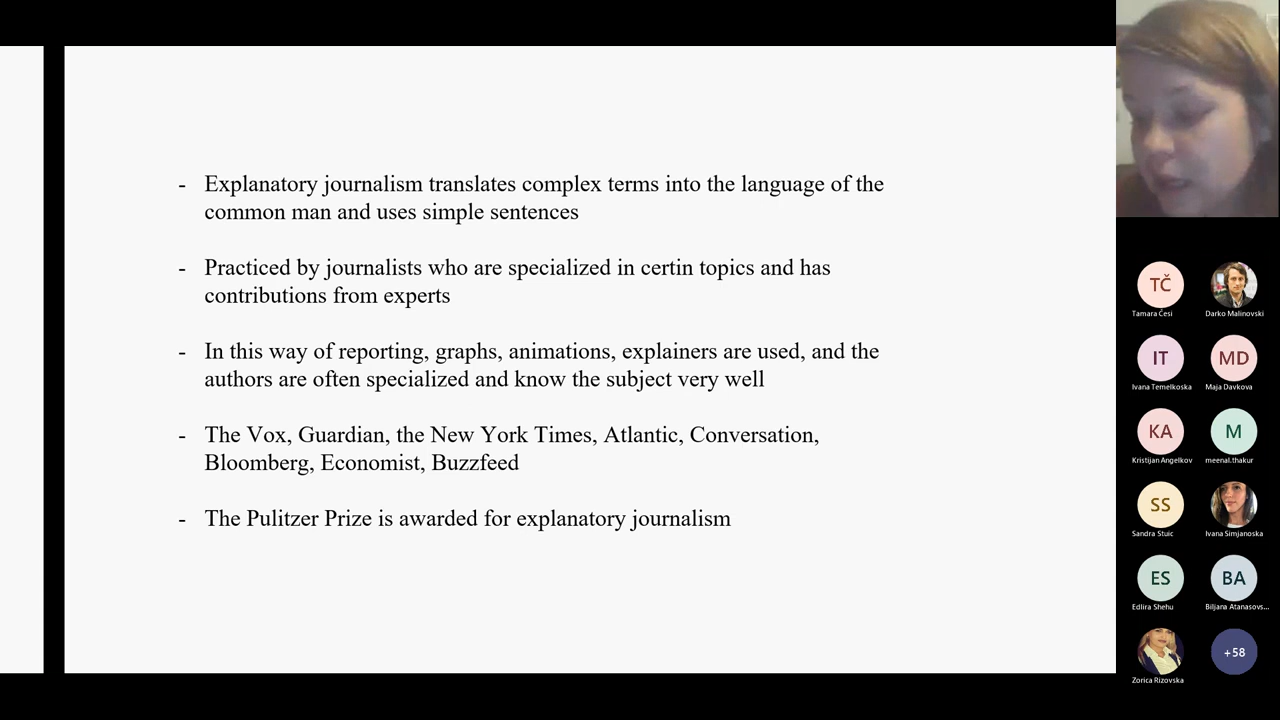 - Explanatory journalism translates complex terms into the language of the
common man and uses simple sentences
- Practiced by journalists who are specialized in certin topics and has
contributions from experts
- In this way of reporting, graphs, animations, explainers are used, and the
authors are often specialized and know the subject very well
- The Vox, Guardian, the New York Times, Atlantic, Conversation,
Bloomberg, Economist, Buzzfeed
- The Pulitzer Prize is awarded for explanatory journalism
TČ
Tamara Česi
Darko Malinovski
IT
Ivana Temelkoska
MD
Maja Davkova
KA
Kristijan Angelkov
M
meenal.thakur
SS
Sandra Stuic
Ivana Simjanoska
ES
Edlira Shehu
BA
Biljana Atanasovs...
Zorica Rizovska
+58